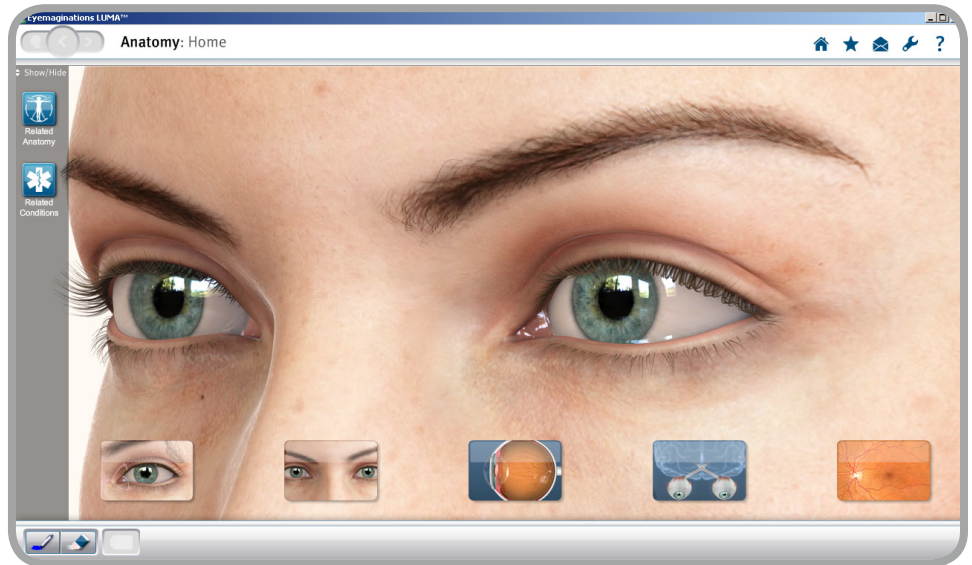 Eyemaginations LUMA™
Anatomy: Home
?
Show/Hide
Related
Anatomy
Related
Conditions